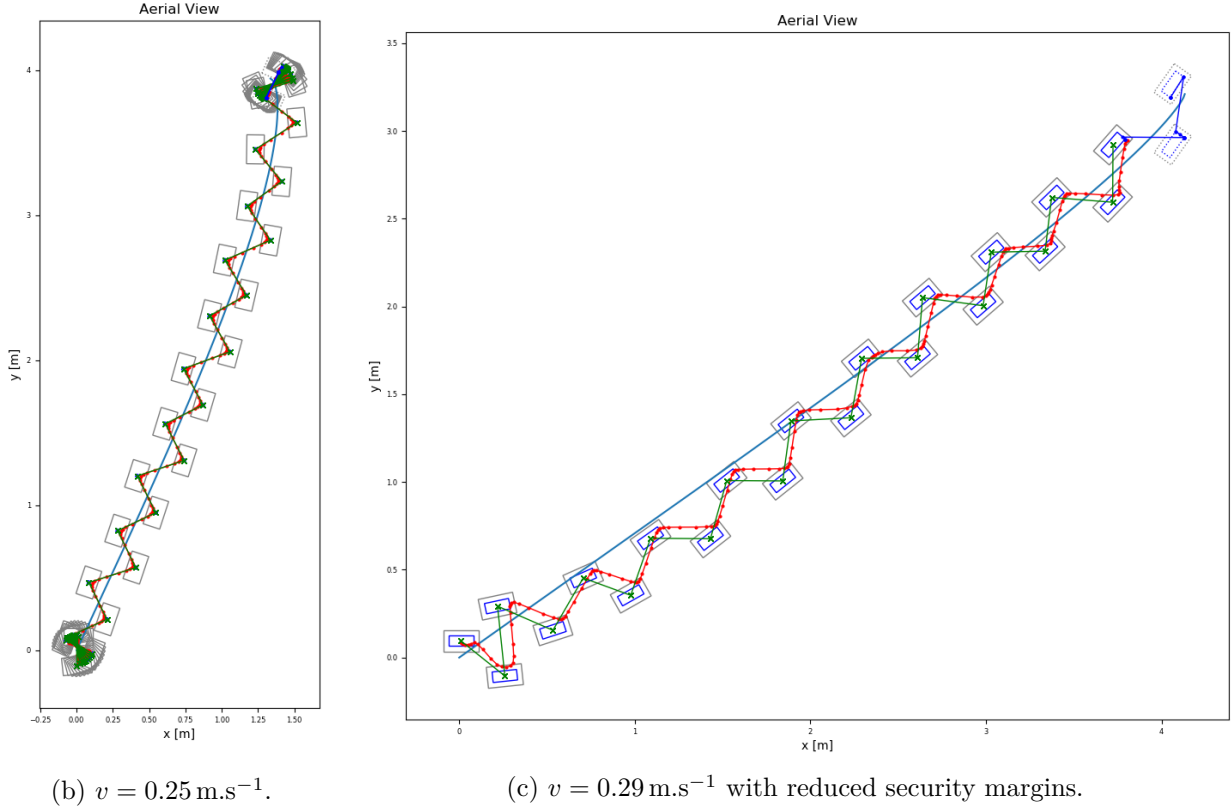 Aerial View
4
3
2
1
0
y [m]
-0.25 0.00 0.25 0.50 0.75 1.00 1.25 1.50
x [m]
Aerial View
3.5
3.0
2.5
2.0
1.5
1.0
0.5
0.0
y [m]
0 1 2 3 4
x [m]
(b) v = 0.25 m.s⁻¹.
(c) v = 0.29 m.s⁻¹ with reduced security margins.